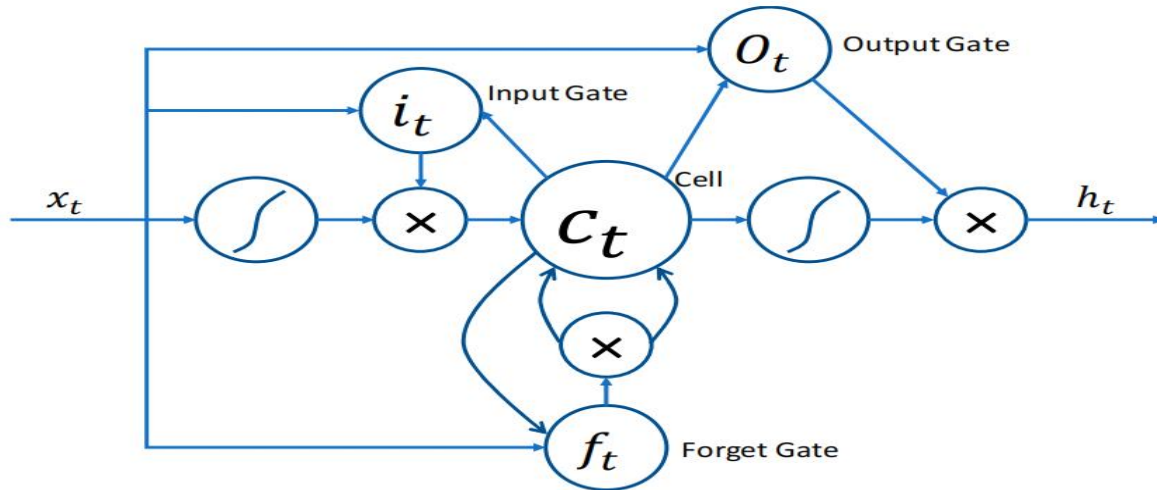 O_t Output Gate
i_t Input Gate
x_t
×
c_t Cell
×
h_t
×
f_t Forget Gate